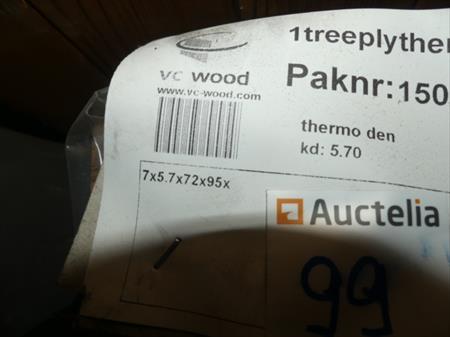 1treeplyther
vc wood
www.vc-wood.com
Paknr:150
thermo den
kd: 5.70
7x5.7x72x95x
Auctelia
99